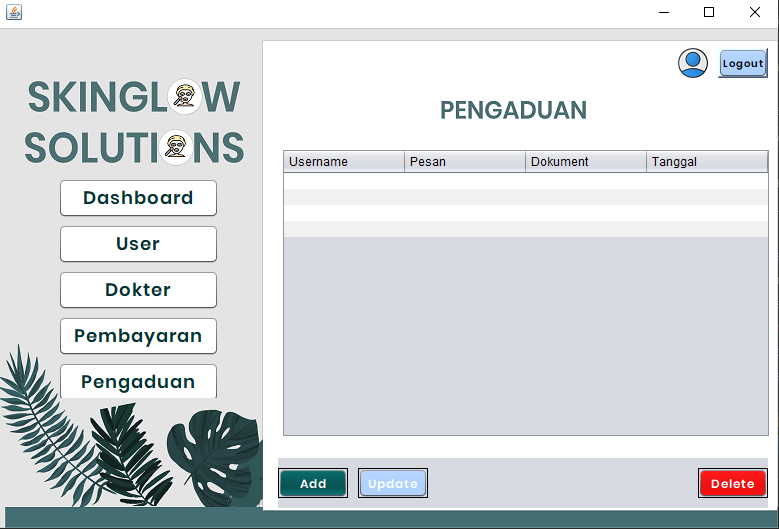 Logout
SKINGLOW
SOLUTIONS
PENGADUAN
Username Pesan Dokument Tanggal
Dashboard
User
Dokter
Pembayaran
Pengaduan
Add Update Delete